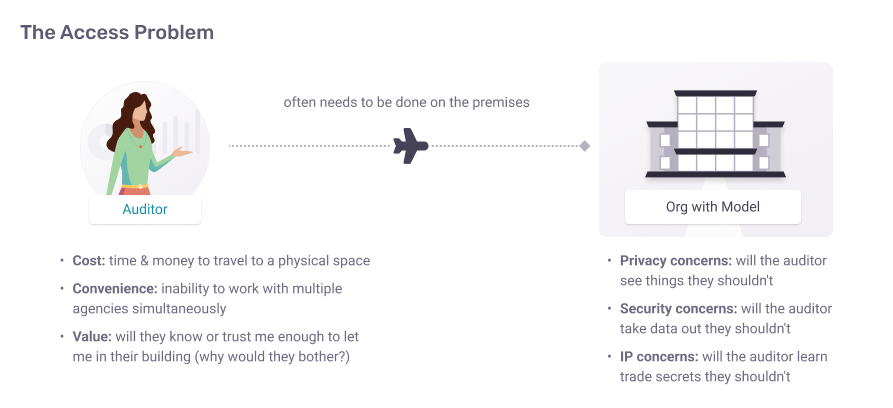 The Access Problem
often needs to be done on the premises
Auditor
Org with Model
• Cost: time & money to travel to a physical space
• Convenience: inability to work with multiple
agencies simultaneously
• Value: will they know or trust me enough to let
me in their building (why would they bother?)
• Privacy concerns: will the auditor
see things they shouldn't
• Security concerns: will the auditor
take data out they shouldn't
• IP concerns: will the auditor learn
trade secrets they shouldn't